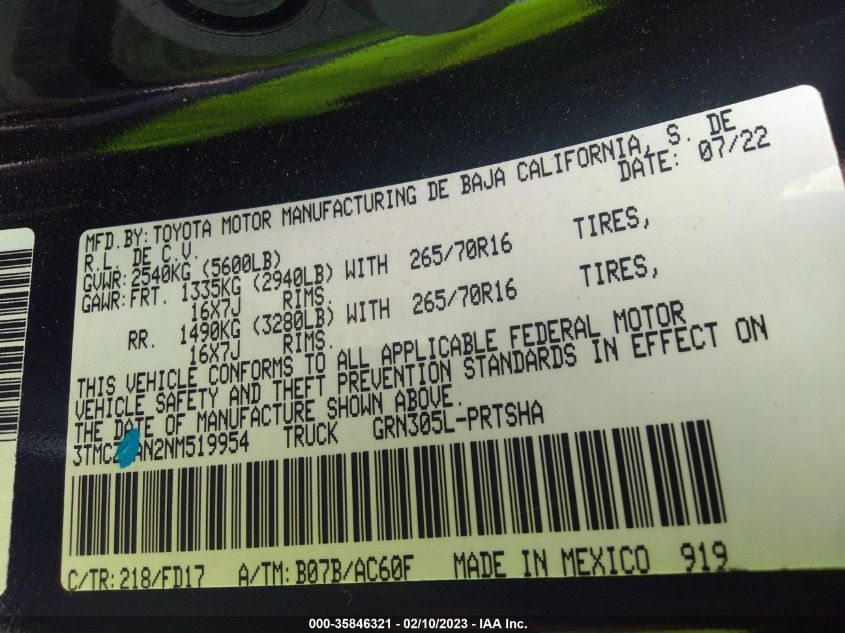 MFD.BY: TOYOTA MOTOR MANUFACTURING DE BAJA CALIFORNIA, S. DE
R.L. DE C.V. DATE: 07/22
GVWR: 2540KG (5600LB)
GAWR: FRT. 1335KG (2940LB) WITH 265/70R16 TIRES,
16X7J RIMS.
RR. 1490KG (3280LB) WITH 265/70R16 TIRES,
16X7J RIMS.
THIS VEHICLE CONFORMS TO ALL APPLICABLE FEDERAL MOTOR
VEHICLE SAFETY AND THEFT PREVENTION STANDARDS IN EFFECT ON
THE DATE OF MANUFACTURE SHOWN ABOVE.
TRUCK GRN305L-PRTSHA
C/TR: 218/FD17 A/TM: B07B/AC60F MADE IN MEXICO 919
000-35846321 - 02/10/2023 - IAA Inc.